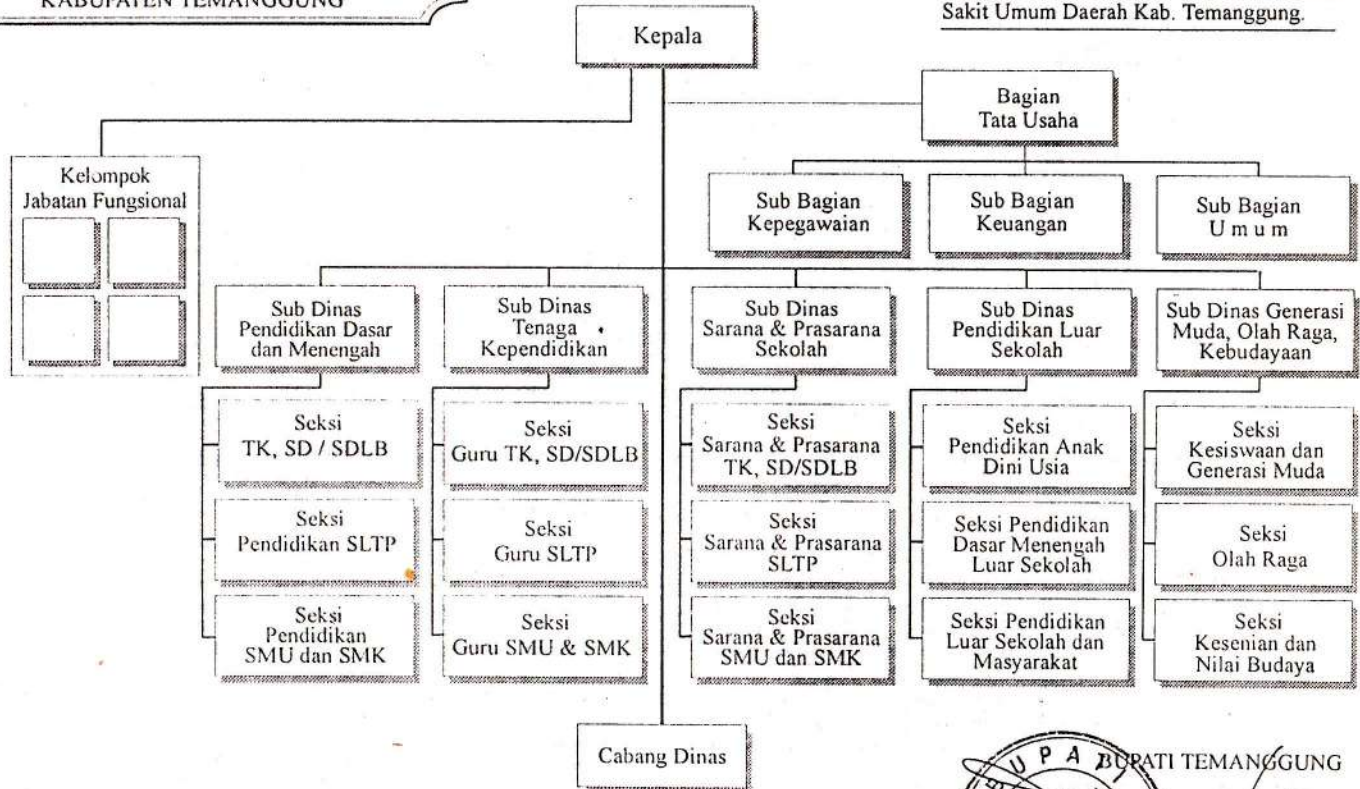 KABUPATEN TEMANGGUNG
Sakit Umum Daerah Kab. Temanggung.
Kepala
Bagian
Tata Usaha
Kelompok
Jabatan Fungsional
Sub Bagian
Kepegawaian
Sub Bagian
Keuangan
Sub Bagian
U m u m
Sub Dinas
Pendidikan Dasar
dan Menengah
Sub Dinas
Tenaga
Kependidikan
Sub Dinas
Sarana & Prasarana
Sekolah
Sub Dinas
Pendidikan Luar
Sekolah
Sub Dinas Generasi
Muda, Olah Raga,
Kebudayaan
Seksi
TK, SD / SDLB
Seksi
Guru TK, SD/SDLB
Seksi
Sarana & Prasarana
TK, SD/SDLB
Seksi
Pendidikan Anak
Dini Usia
Seksi
Kesiswaan dan
Generasi Muda
Seksi
Pendidikan SLTP
Seksi
Guru SLTP
Seksi
Sarana & Prasarana
SLTP
Seksi Pendidikan
Dasar Menengah
Luar Sekolah
Seksi
Olah Raga
Seksi
Pendidikan
SMU dan SMK
Seksi
Guru SMU & SMK
Seksi
Sarana & Prasarana
SMU dan SMK
Seksi Pendidikan
Luar Sekolah dan
Masyarakat
Seksi
Kesenian dan
Nilai Budaya
Cabang Dinas
BUPATI TEMANGGUNG
BUPATI